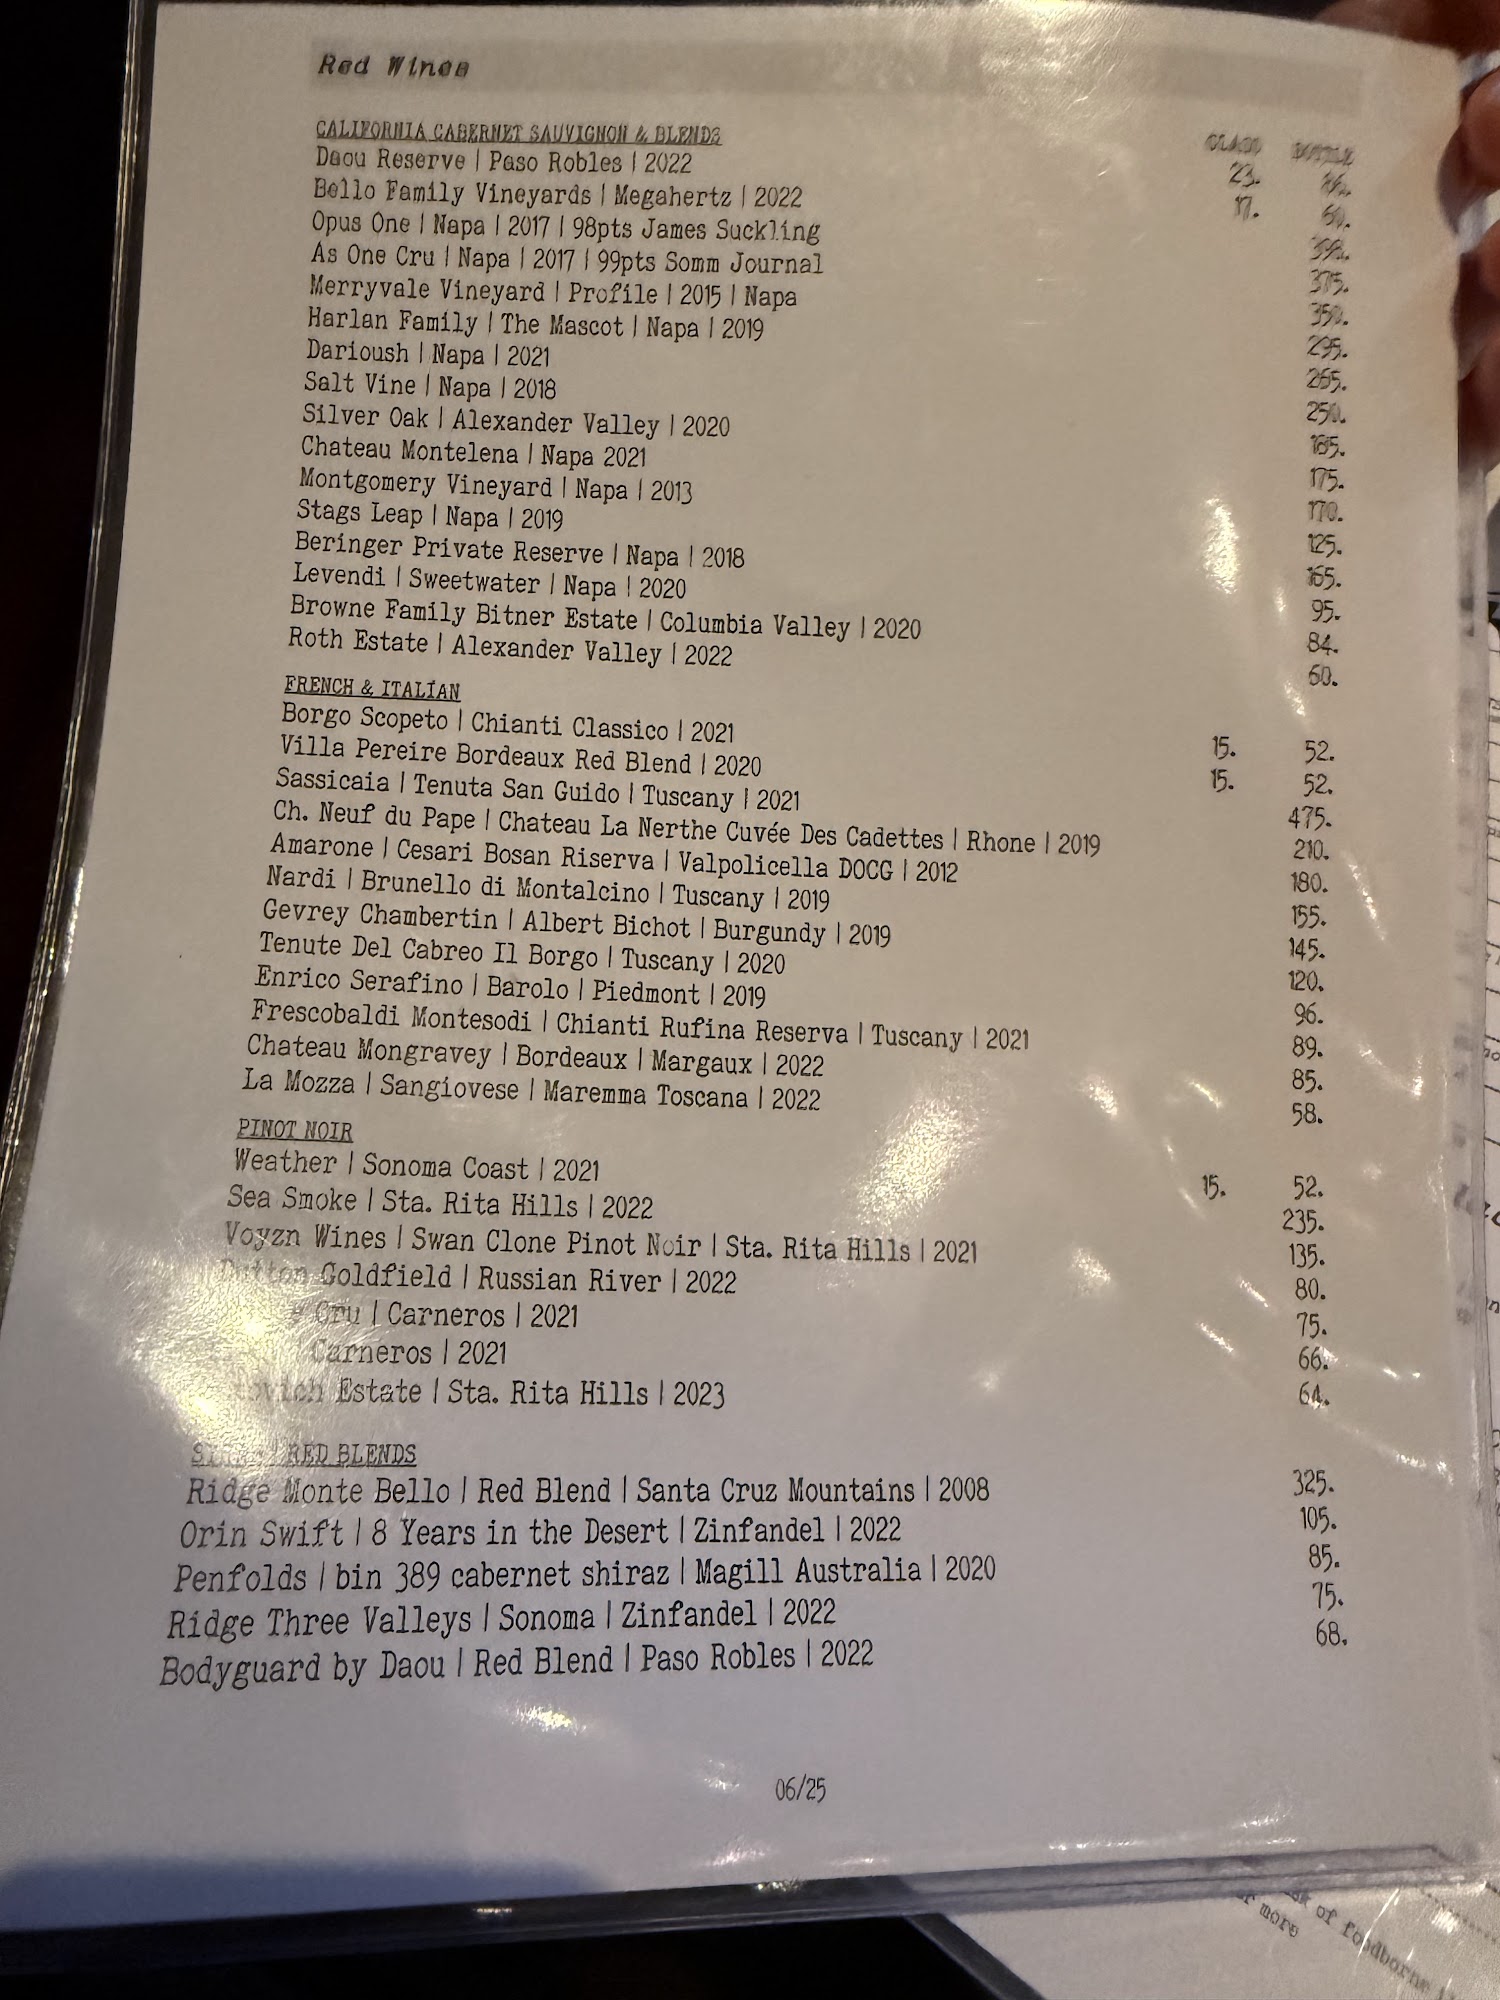 Red Wines
CALIFORNIA CABERNET SAUVIGNON & BLENDS GLASS BOTTLE
Daou Reserve | Paso Robles | 2022 23.
Bello Family Vineyards | Megahertz | 2022 17. 60.
Opus One | Napa | 2017 | 98pts James Suckling 398.
As One Cru | Napa | 2017 | 99pts Somm Journal 375.
Merryvale Vineyard | Profile | 2015 | Napa 350.
Harlan Family | The Mascot | Napa | 2019 295.
Darioush | Napa | 2021 265.
Salt Vine | Napa | 2018 250.
Silver Oak | Alexander Valley | 2020 185.
Chateau Montelena | Napa 2021 175.
Montgomery Vineyard | Napa | 2013 170.
Stags Leap | Napa | 2019 125.
Beringer Private Reserve | Napa | 2018 165.
Levendi | Sweetwater | Napa | 2020 95.
Browne Family Bitner Estate | Columbia Valley | 2020 84.
Roth Estate | Alexander Valley | 2022 60.
FRENCH & ITALIAN
Borgo Scopeto | Chianti Classico | 2021 15. 52.
Villa Pereire Bordeaux Red Blend | 2020 15. 52.
Sassicaia | Tenuta San Guido | Tuscany | 2021 475.
Ch. Neuf du Pape | Chateau La Nerthe Cuvée Des Cadettes | Rhone | 2019 210.
Amarone | Cesari Bosan Riserva | Valpolicella DOCG | 2012 180.
Nardi | Brunello di Montalcino | Tuscany | 2019 155.
Gevrey Chambertin | Albert Bichot | Burgundy | 2019 145.
Tenute Del Cabreo Il Borgo | Tuscany | 2020 120.
Enrico Serafino | Barolo | Piedmont | 2019 96.
Frescobaldi Montesodi | Chianti Rufina Reserva | Tuscany | 2021 89.
Chateau Mongravey | Bordeaux | Margaux | 2022 85.
La Mozza | Sangiovese | Maremma Toscana | 2022 58.
PINOT NOIR
Weather | Sonoma Coast | 2021 15. 52.
Sea Smoke | Sta. Rita Hills | 2022 235.
Voyzn Wines | Swan Clone Pinot Noir | Sta. Rita Hills | 2021 135.
Dutton Goldfield | Russian River | 2022 80.
Cru | Carneros | 2021 75.
Carneros | 2021 66.
Estate | Sta. Rita Hills | 2023 64.
RED BLENDS
Ridge Monte Bello | Red Blend | Santa Cruz Mountains | 2008 325.
Orin Swift | 8 Years in the Desert | Zinfandel | 2022 105.
Penfolds | bin 389 cabernet shiraz | Magill Australia | 2020 85.
Ridge Three Valleys | Sonoma | Zinfandel | 2022 75.
Bodyguard by Daou | Red Blend | Paso Robles | 2022 68.
06/25
of foodborne
more